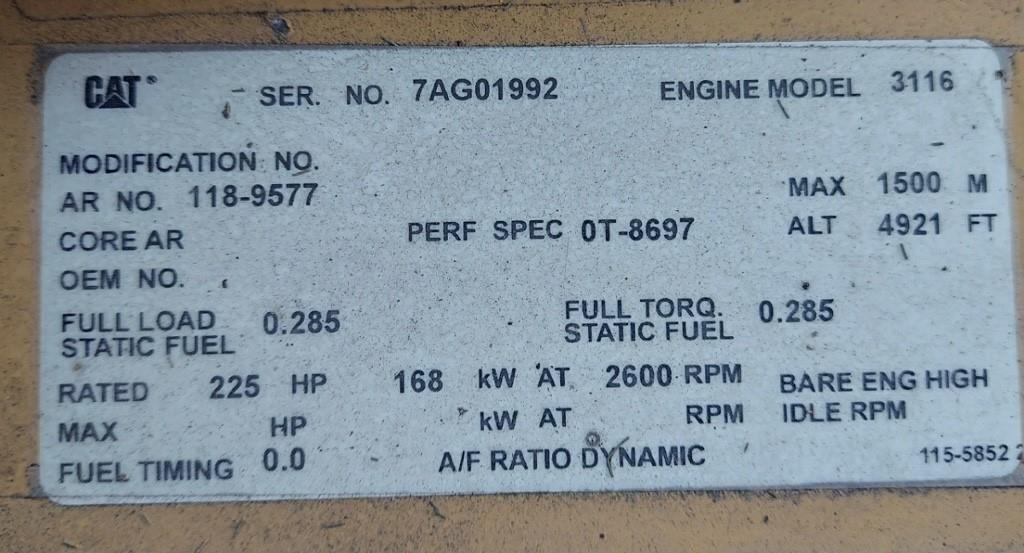 CAT® SER. NO. 7AG01992 ENGINE MODEL 3116
MODIFICATION NO.
AR NO. 118-9577 MAX 1500 M
CORE AR PERF SPEC 0T-8697 ALT 4921 FT
OEM NO.
FULL LOAD 0.285 FULL TORQ. 0.285
STATIC FUEL STATIC FUEL
RATED 225 HP 168 kW AT 2600 RPM BARE ENG HIGH
MAX HP kW AT RPM IDLE RPM
FUEL TIMING 0.0 A/F RATIO DYNAMIC 115-5852